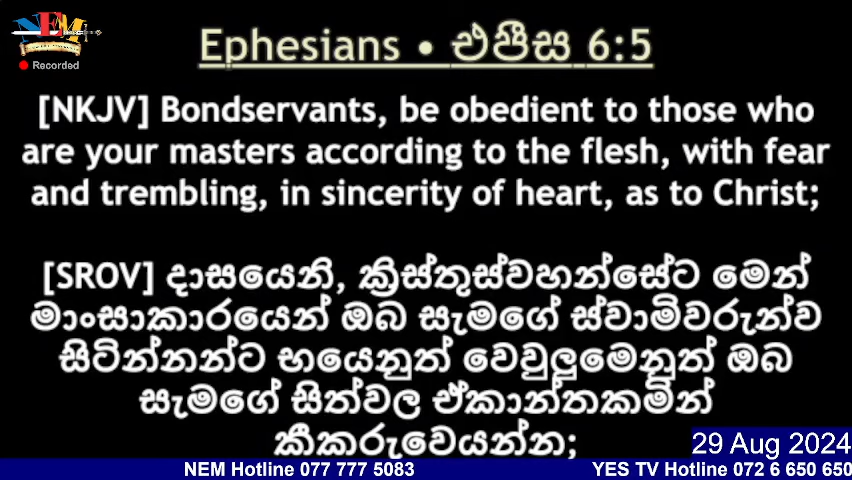 NEM
Recorded
Ephesians • එපීස 6:5
[NKJV] Bondservants, be obedient to those who
are your masters according to the flesh, with fear
and trembling, in sincerity of heart, as to Christ;
[SROV] දාසයෙනි, ක්‍රිස්තුස්වහන්සේට මෙන්
මාංසාකාරයෙන් ඔබ සැමගේ ස්වාමිවරුන්ව
සිටින්නන්ට භයෙනුත් වෙවුලුමෙනුත් ඔබ
සැමගේ සිත්වල ඒකාන්තකමින්
කීකරුවෙයන්න;
29 Aug 2024
NEM Hotline 077 777 5083
YES TV Hotline 072 6 650 650